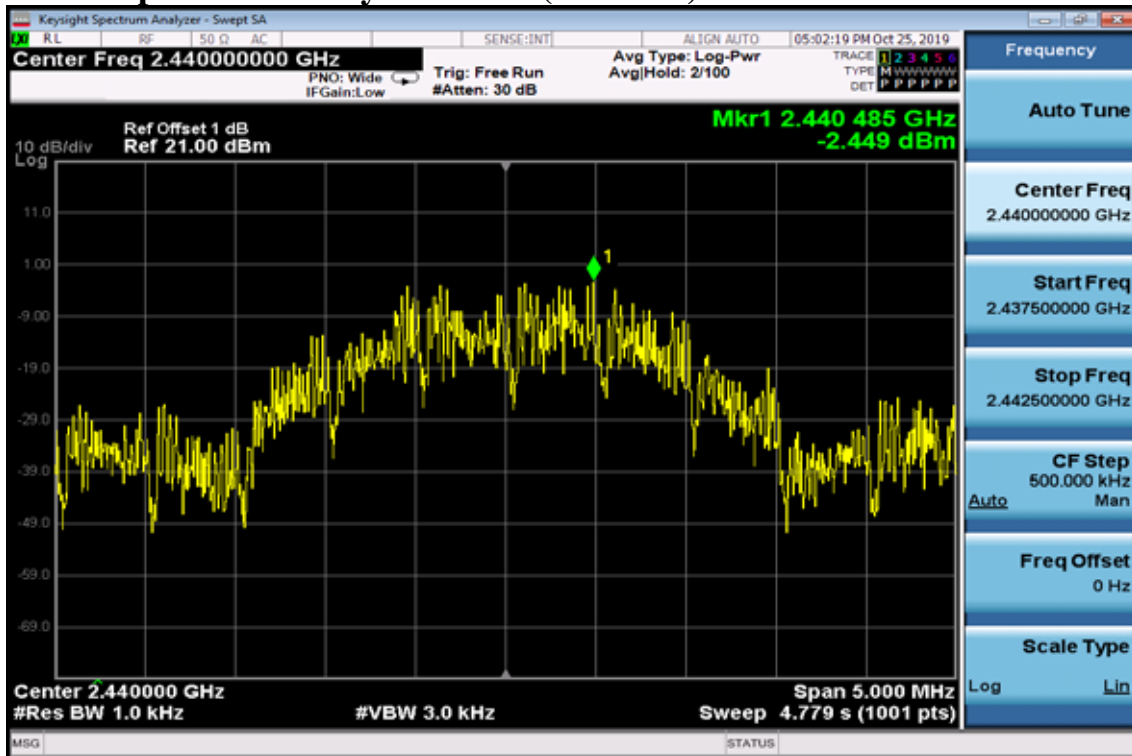 Keysight Spectrum Analyzer - Swept SA
RL RF 50 Ω AC SENSE:INT ALIGN AUTO 05:02:19 PM Oct 25, 2019
Center Freq 2.440000000 GHz
PNO: Wide
IFGain:Low
Trig: Free Run
#Atten: 30 dB
Avg Type: Log-Pwr
Avg|Hold: 2/100
TRACE 1 2 3 4 5 6
TYPE M WWWWW
DET P P P P P P
Frequency
Mkr1 2.440 485 GHz
-2.449 dBm
Ref Offset 1 dB
10 dB/div Ref 21.00 dBm
Log
1
11.0
1.00
-9.00
-19.0
-29.0
-39.0
-49.0
-59.0
-69.0
Center 2.440000 GHz Span 5.000 MHz
#Res BW 1.0 kHz #VBW 3.0 kHz Sweep 4.779 s (1001 pts)
MSG STATUS
Auto Tune
Center Freq
2.440000000 GHz
Start Freq
2.437500000 GHz
Stop Freq
2.442500000 GHz
CF Step
500.000 kHz
Auto Man
Freq Offset
0 Hz
Scale Type
Log Lin